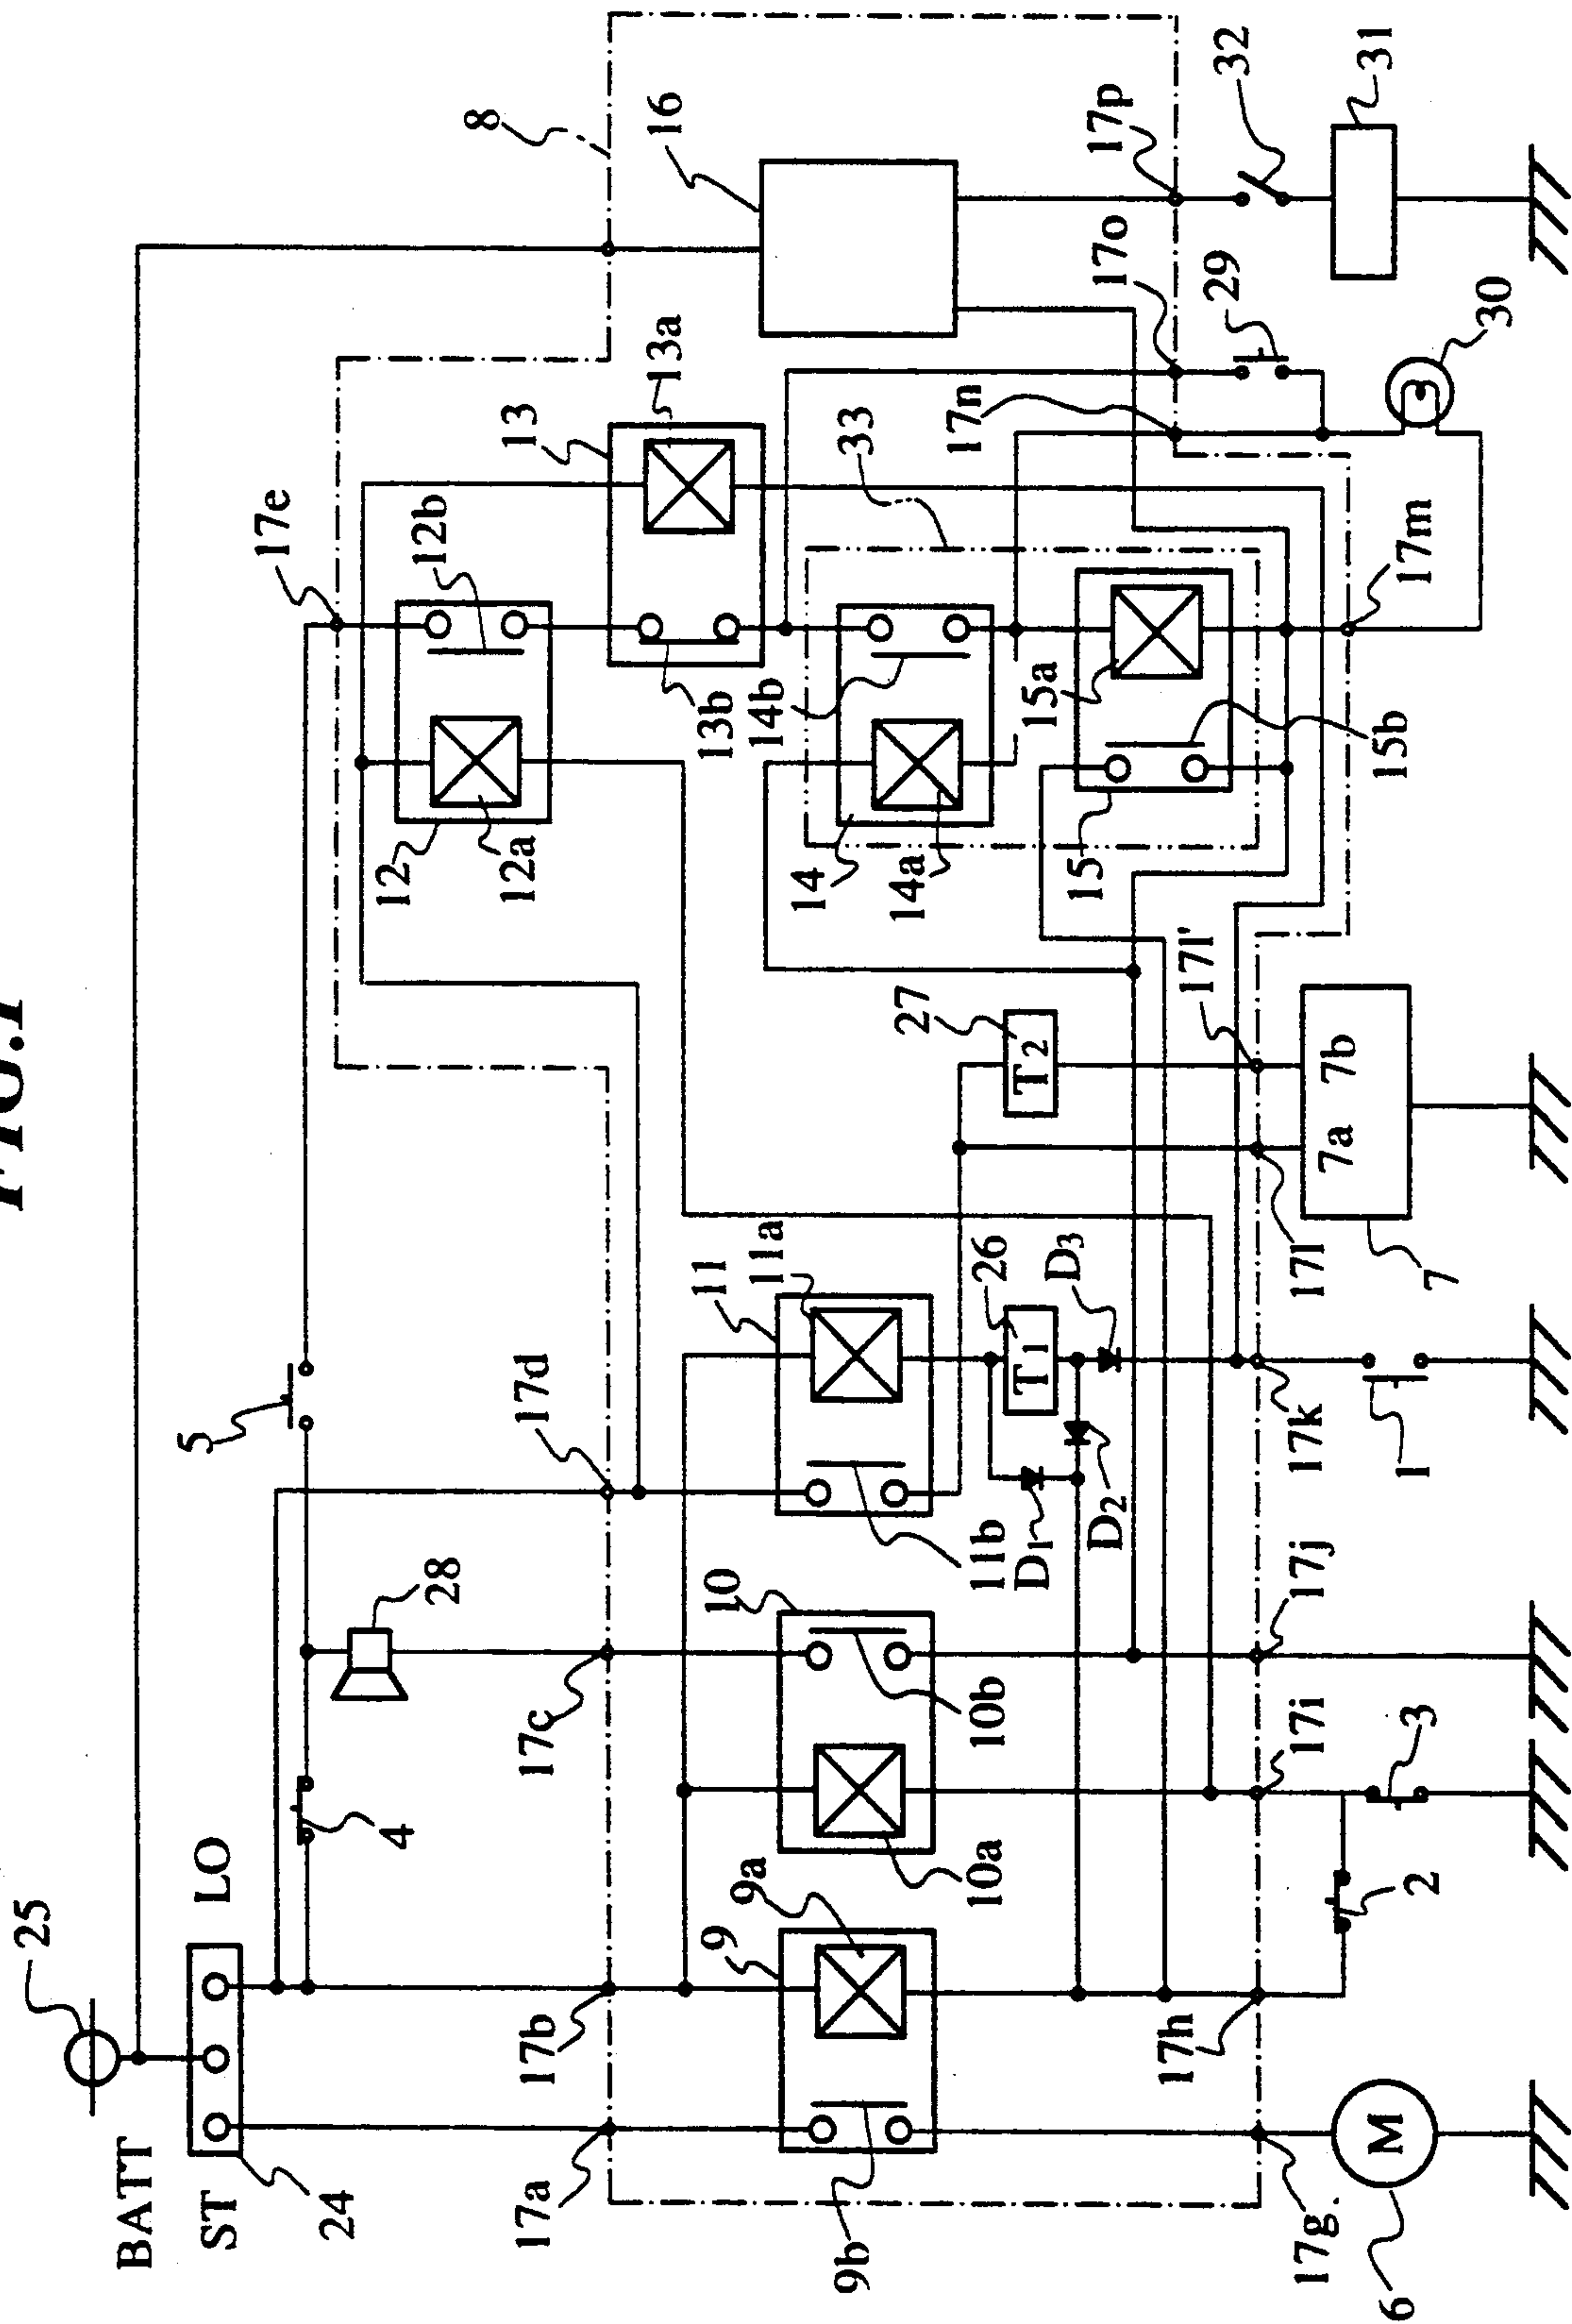 FIG.1
25
BATT
ST
LO
24
4
28
5
17e
8
16
12
12a
12b
13
13a
13b
17a
17b
17c
17d
9
9a
9b
10
10a
10b
11
11a
11b
14
14a
14b
33
15
15a
15b
26
T1
27
T2
D1
D2
D3
17g.
17h
17i
17j
17k
17l
17l'
17m
17n
17o
17p
29
30
31
32
6
M
2
3
1
7
7a
7b